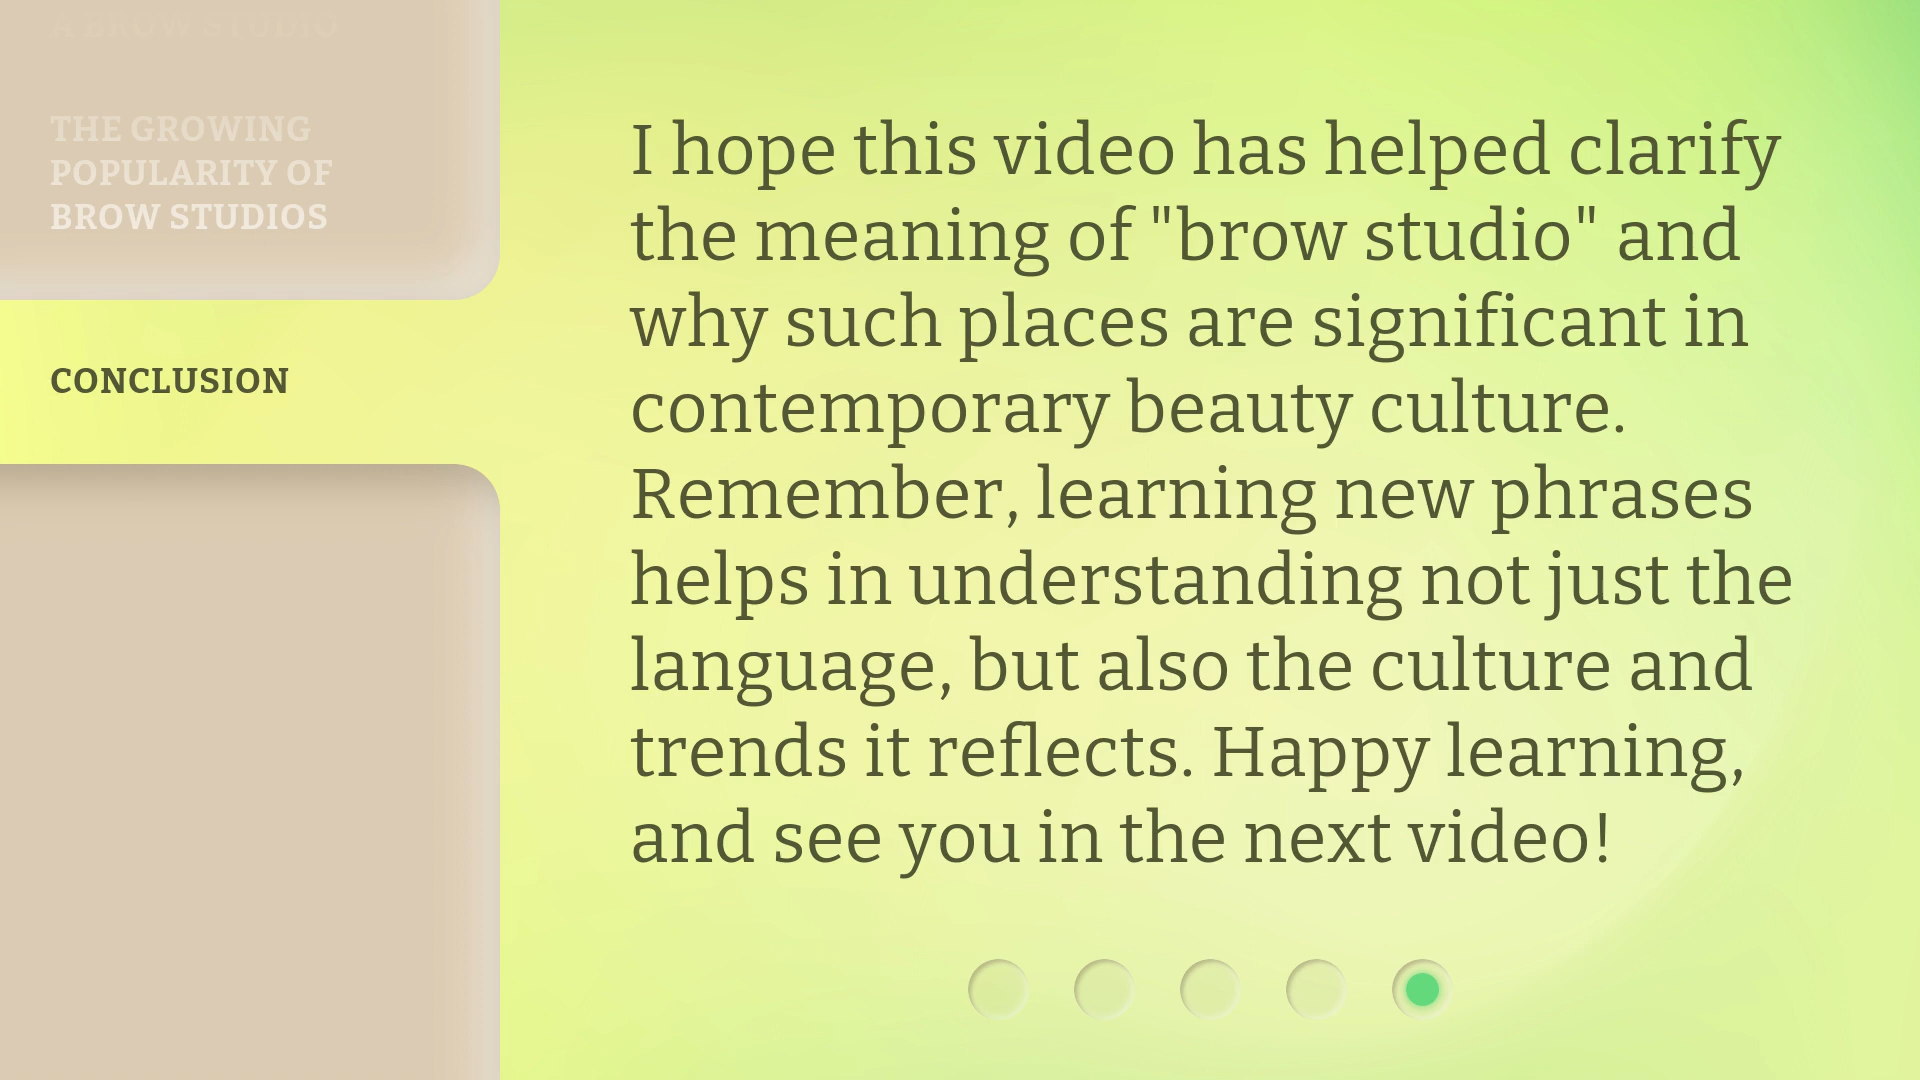 A BROW STUDIO
THE GROWING
POPULARITY OF
BROW STUDIOS
CONCLUSION
I hope this video has helped clarify
the meaning of "brow studio" and
why such places are significant in
contemporary beauty culture.
Remember, learning new phrases
helps in understanding not just the
language, but also the culture and
trends it reflects. Happy learning,
and see you in the next video!